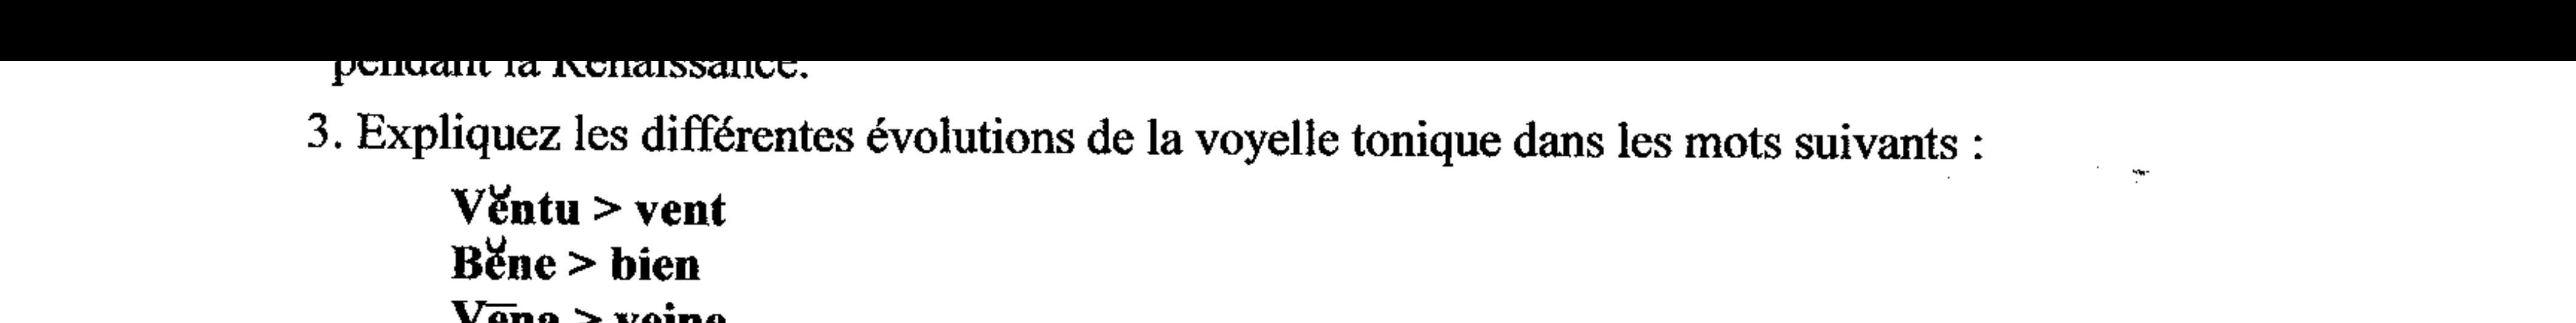 pendant la Renaissance.
3. Expliquez les différentes évolutions de la voyelle tonique dans les mots suivants :
Vĕntu > vent
Bĕne > bien
Vēna > veine